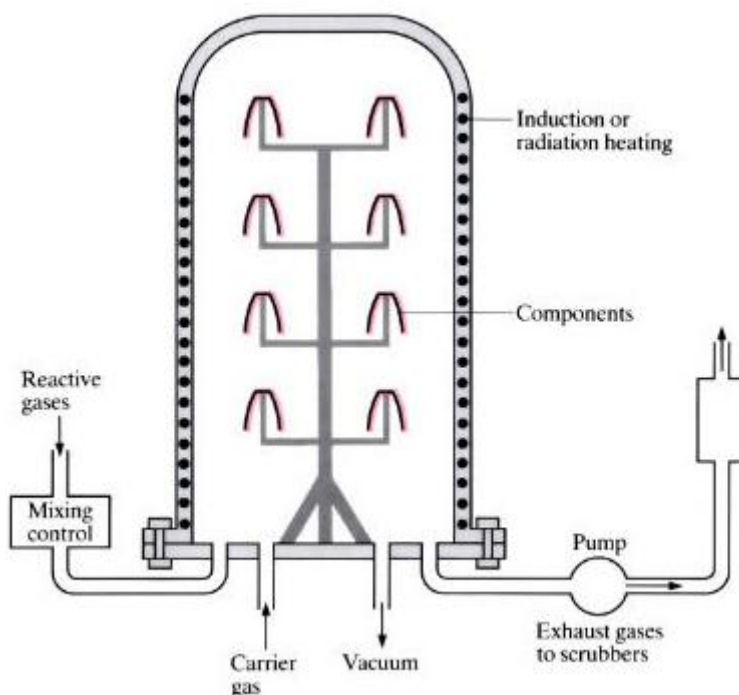 Induction or
radiation heating
Components
Reactive
gases
Mixing
control
Pump
Exhaust gases
to scrubbers
Carrier
gas
Vacuum